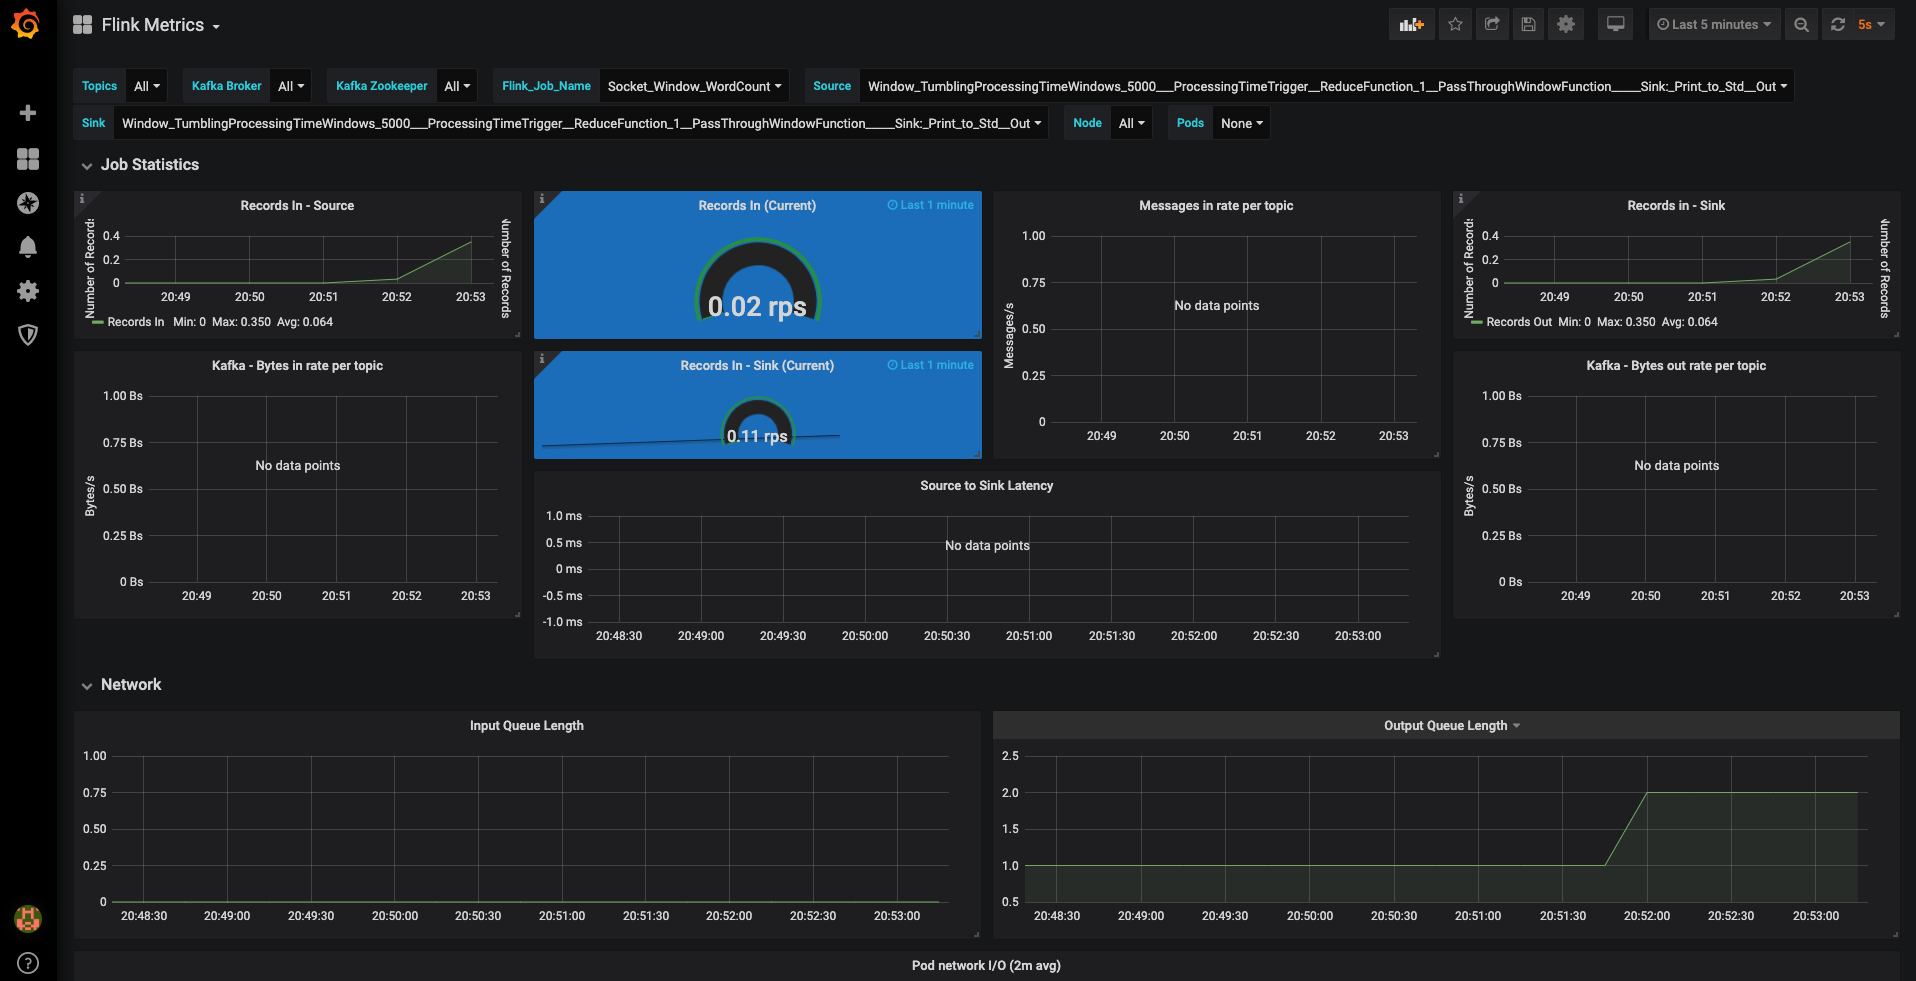 Flink Metrics
Last 5 minutes
5s
Topics All
Kafka Broker All
Kafka Zookeeper All
Flink_Job_Name Socket_Window_WordCount
Source Window_TumblingProcessingTimeWindows_5000___ProcessingTimeTrigger__ReduceFunction_1__PassThroughWindowFunction_____Sink:_Print_to_Std__Out
Sink Window_TumblingProcessingTimeWindows_5000___ProcessingTimeTrigger__ReduceFunction_1__PassThroughWindowFunction_____Sink:_Print_to_Std__Out
Node All
Pods None
Job Statistics
Records In - Source
Number of Records
0.4
0.2
0
20:49 20:50 20:51 20:52 20:53
Number of Records
Records In Min: 0 Max: 0.350 Avg: 0.064
Records In (Current)
Last 1 minute
0.02 rps
Messages in rate per topic
Messages/s
1.00
0.75
0.50
0.25
0
No data points
20:49 20:50 20:51 20:52 20:53
Records in - Sink
Number of Records
0.4
0.2
0
20:49 20:50 20:51 20:52 20:53
Number of Records
Records Out Min: 0 Max: 0.350 Avg: 0.064
Kafka - Bytes in rate per topic
Bytes/s
1.00 Bs
0.75 Bs
0.50 Bs
0.25 Bs
0 Bs
No data points
20:49 20:50 20:51 20:52 20:53
Records In - Sink (Current)
Last 1 minute
0.11 rps
Kafka - Bytes out rate per topic
Bytes/s
1.00 Bs
0.75 Bs
0.50 Bs
0.25 Bs
0 Bs
No data points
20:49 20:50 20:51 20:52 20:53
Source to Sink Latency
1.0 ms
0.5 ms
0 ms
-0.5 ms
-1.0 ms
No data points
20:48:30 20:49:00 20:49:30 20:50:00 20:50:30 20:51:00 20:51:30 20:52:00 20:52:30 20:53:00
Network
Input Queue Length
1.00
0.75
0.50
0.25
0
20:48:30 20:49:00 20:49:30 20:50:00 20:50:30 20:51:00 20:51:30 20:52:00 20:52:30 20:53:00
Output Queue Length
2.5
2.0
1.5
1.0
0.5
20:48:30 20:49:00 20:49:30 20:50:00 20:50:30 20:51:00 20:51:30 20:52:00 20:52:30 20:53:00
Pod network I/O (2m avg)